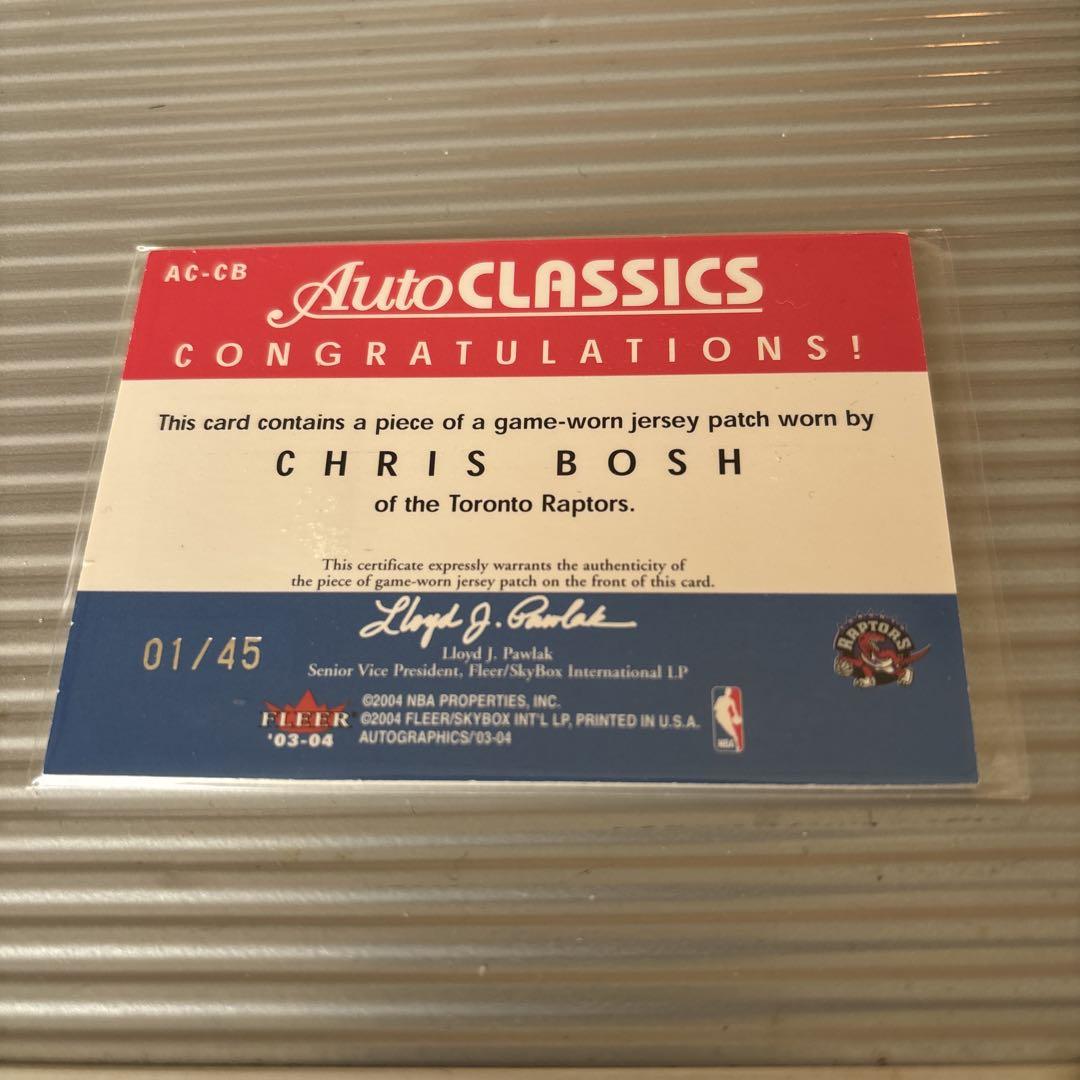 AC-CB
AutoCLASSICS
CONGRATULATIONS!
This card contains a piece of a game-worn jersey patch worn by
CHRIS BOSH
of the Toronto Raptors.
This certificate expressly warrants the authenticity of
the piece of game-worn jersey patch on the front of this card.
Lloyd J. Pawlak
01/45
Lloyd J. Pawlak
Senior Vice President, Fleer/SkyBox International LP
RAPTORS
FLEER
'03-04
©2004 NBA PROPERTIES, INC.
©2004 FLEER/SKYBOX INT'L LP, PRINTED IN U.S.A.
AUTOGRAPHICS/'03-04
NBA